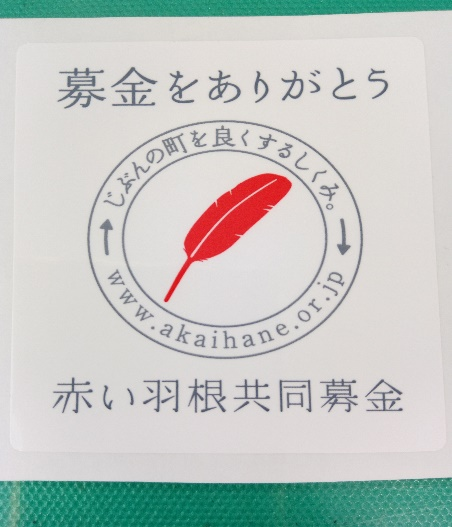 募金をありがとう
じぶんの町を良くするしくみ。
www.akaihane.or.jp
赤い羽根共同募金